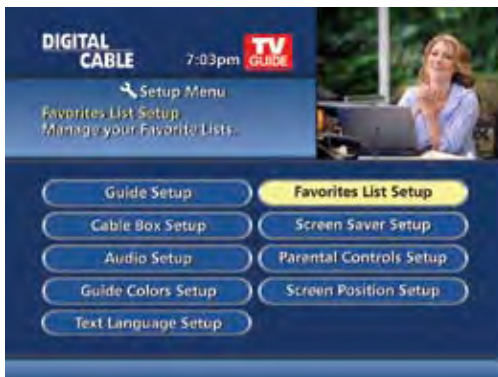 DIGITAL
CABLE
7:03pm
TV
GUIDE
Setup Menu
Favorites List Setup
Manage your Favorite Lists.
Guide Setup
Favorites List Setup
Cable Box Setup
Screen Saver Setup
Audio Setup
Parental Controls Setup
Guide Colors Setup
Screen Position Setup
Text Language Setup